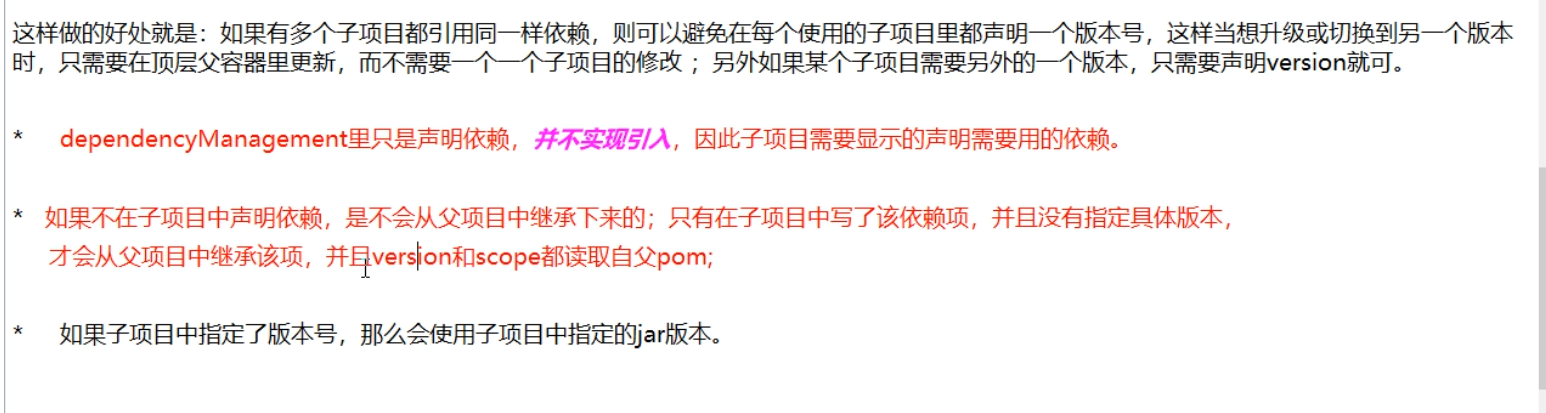 这样做的好处就是：如果有多个子项目都引用同一样依赖，则可以避免在每个使用的子项目里都声明一个版本号，这样当想升级或切换到另一个版本
时，只需要在顶层父容器里更新，而不需要一个一个子项目的修改 ；另外如果某个子项目需要另外的一个版本，只需要声明version就可。
* dependencyManagement里只是声明依赖，并不实现引入，因此子项目需要显示的声明需要用的依赖。
* 如果不在子项目中声明依赖，是不会从父项目中继承下来的；只有在子项目中写了该依赖项，并且没有指定具体版本，
才会从父项目中继承该项，并且version和scope都读取自父pom;
* 如果子项目中指定了版本号，那么会使用子项目中指定的jar版本。